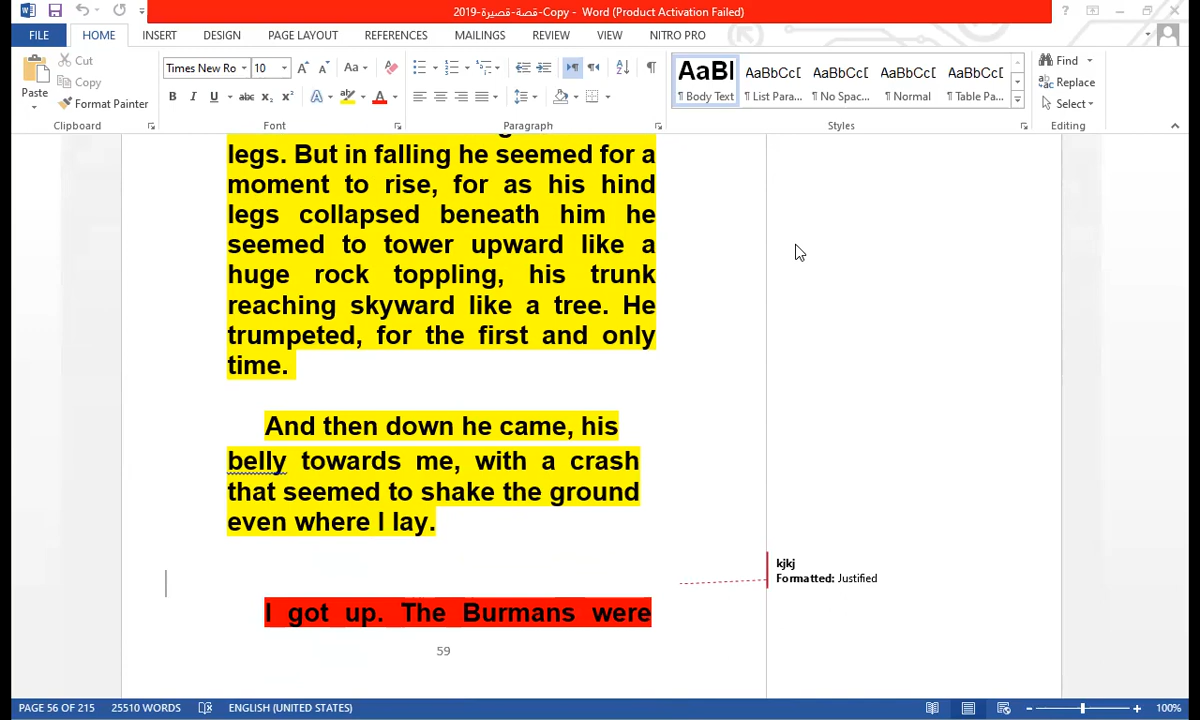 2019-قصة-قصيرة-Copy - Word (Product Activation Failed)
FILE HOME INSERT DESIGN PAGE LAYOUT REFERENCES MAILINGS REVIEW VIEW NITRO PRO
Paste
Cut
Copy
Format Painter
Clipboard
Times New Ro 10
Font
Paragraph
AaBl AaBbCcD AaBbCcD AaBbCcD AaBbCcD
¶ Body Text ¶ List Para... ¶ No Spac... ¶ Normal ¶ Table Pa...
Styles
Find
Replace
Select
Editing
legs. But in falling he seemed for a
moment to rise, for as his hind
legs collapsed beneath him he
seemed to tower upward like a
huge rock toppling, his trunk
reaching skyward like a tree. He
trumpeted, for the first and only
time.
And then down he came, his
belly towards me, with a crash
that seemed to shake the ground
even where I lay.
kjkj
Formatted: Justified
I got up. The Burmans were
59
PAGE 56 OF 215 25510 WORDS ENGLISH (UNITED STATES) 100%